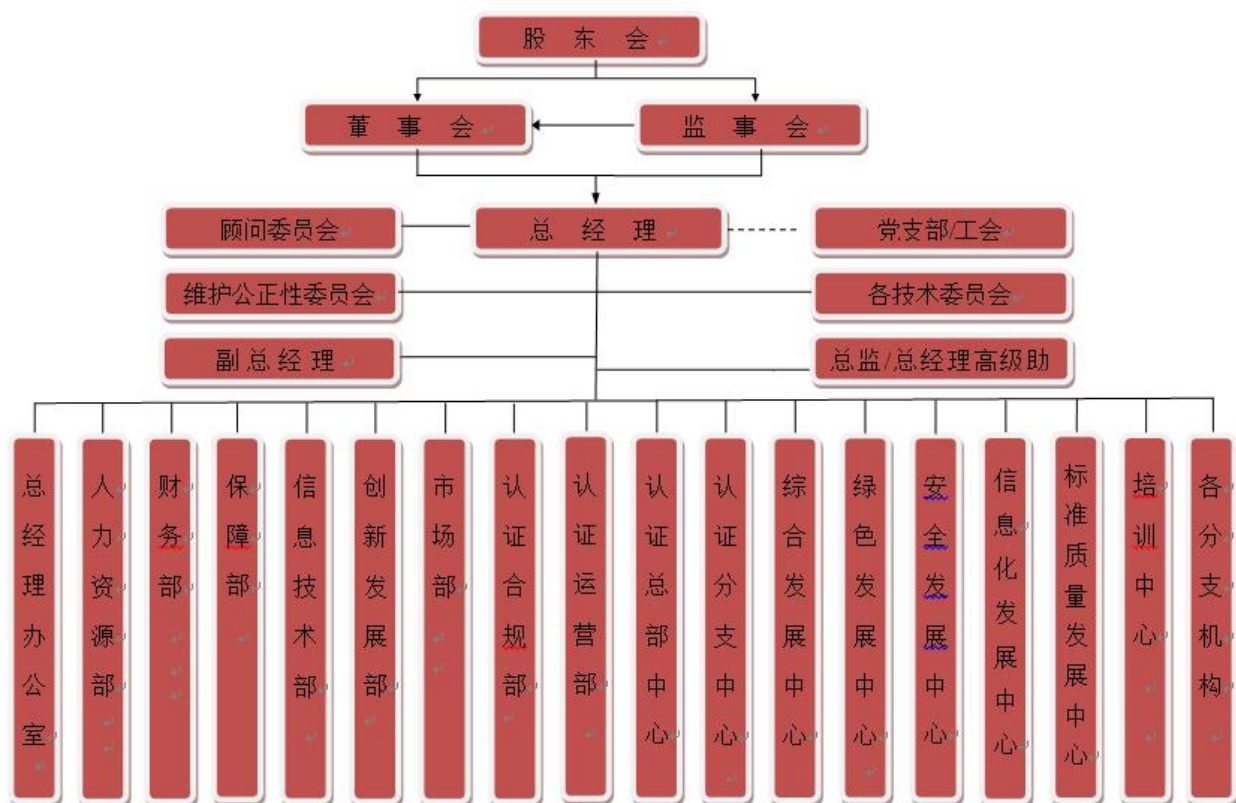 股东会
董事会
监事会
顾问委员会
总经理
党支部/工会
维护公正性委员会
各技术委员会
副总经理
总监/总经理高级助
总经理办公室
人力资源部
财务部
保障部
信息技术部
创新发展部
市场部
认证合规部
认证运营部
认证总部中心
认证分支中心
综合发展中心
绿色发展中心
安全发展中心
信息化发展中心
标准质量发展中心
培训中心
各分支机构